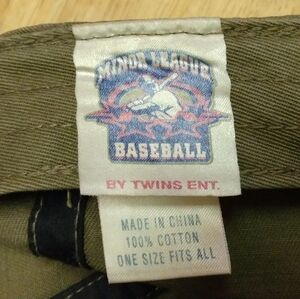 MINOR LEAGUE
BASEBALL
BY TWINS ENT.
MADE IN CHINA
100% COTTON
ONE SIZE FITS ALL